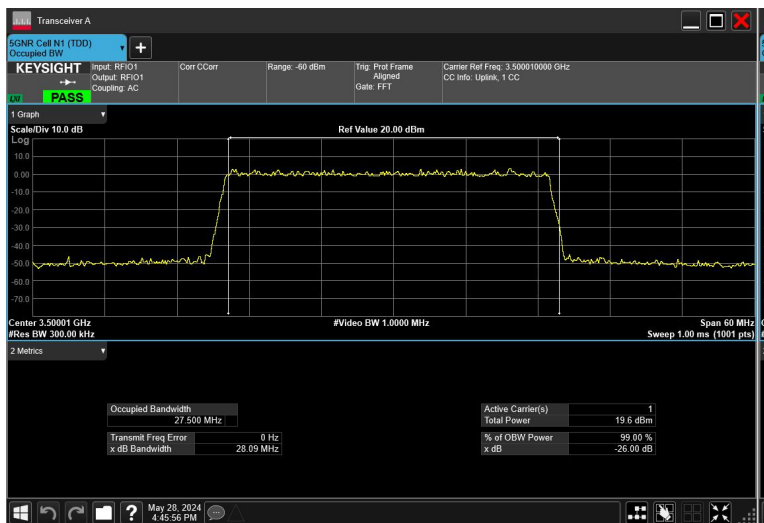 Transceiver A
5GNR Cell N1 (TDD)
Occupied BW
KEYSIGHT
Input: RFIO1
Output: RFIO1
Coupling: AC
Corr CCorr
Range: -60 dBm
Trig: Prot Frame
Aligned
Gate: FFT
Carrier Ref Freq: 3.500010000 GHz
CC Info: Uplink, 1 CC
LXI
PASS
1 Graph
Scale/Div 10.0 dB
Ref Value 20.00 dBm
Log
10.0
0.00
-10.0
-20.0
-30.0
-40.0
-50.0
-60.0
-70.0
Center 3.50001 GHz
#Video BW 1.0000 MHz
Span 60 MHz
#Res BW 300.00 kHz
Sweep 1.00 ms (1001 pts)
2 Metrics
Occupied Bandwidth
27.500 MHz
Active Carrier(s) 1
Total Power 19.6 dBm
Transmit Freq Error 0 Hz
x dB Bandwidth 28.09 MHz
% of OBW Power 99.00 %
x dB -26.00 dB
?
May 28, 2024
4:45:56 PM